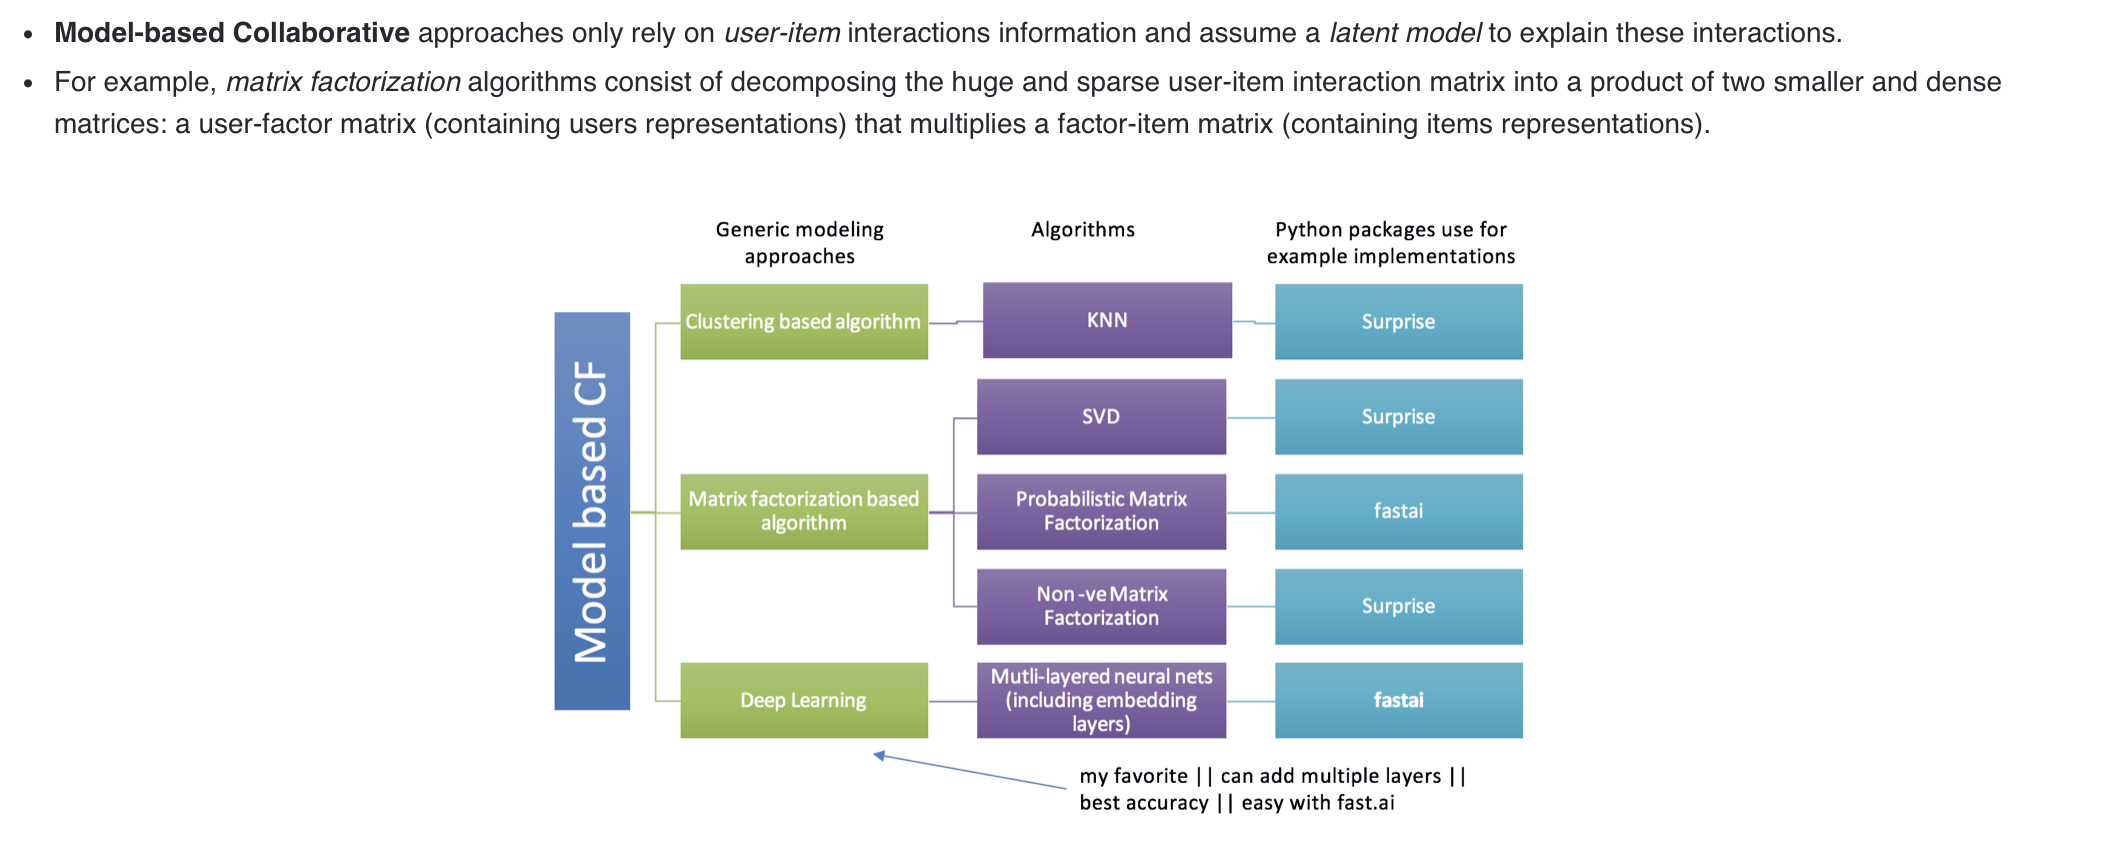 Model-based Collaborative approaches only rely on user-item interactions information and assume a latent model to explain these interactions.
For example, matrix factorization algorithms consist of decomposing the huge and sparse user-item interaction matrix into a product of two smaller and dense
matrices: a user-factor matrix (containing users representations) that multiplies a factor-item matrix (containing items representations).
Generic modeling
approaches
Algorithms
Python packages use for
example implementations
Model based CF
Clustering based algorithm
KNN
Surprise
SVD
Surprise
Matrix factorization based
algorithm
Probabilistic Matrix
Factorization
fastai
Non -ve Matrix
Factorization
Surprise
Deep Learning
Mutli-layered neural nets
(including embedding
layers)
fastai
my favorite || can add multiple layers ||
best accuracy || easy with fast.ai